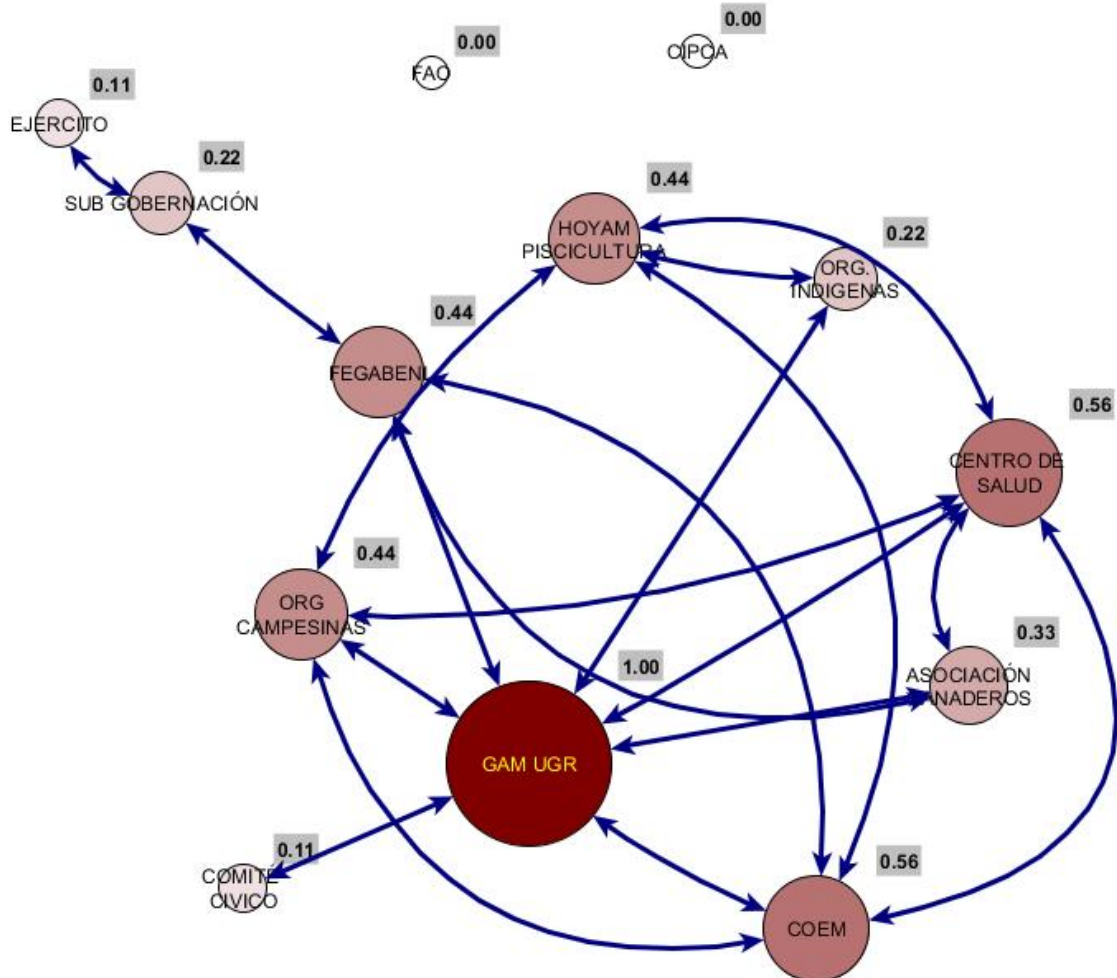 0.00
CIPCA
0.00
FAO
0.11
EJERCITO
0.22
SUB GOBERNACIÓN
0.44
HOYAM
PISCICULTURA
0.22
ORG.
INDIGENAS
0.44
FEGABENI
0.56
CENTRO DE
SALUD
0.44
ORG
CAMPESINAS
0.33
ASOCIACIÓN
GANADEROS
1.00
GAM UGR
0.11
COMITÉ
CIVICO
0.56
COEM